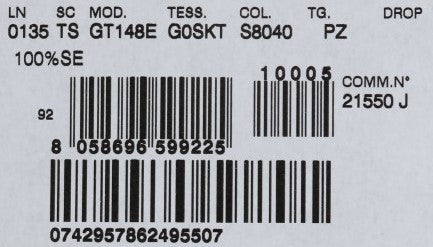 LN SC MOD. TESS. COL. TG. DROP
0135 TS GT148E G0SKT S8040 PZ
100%SE
10005
COMM.N°
21550 J
92
8 058696 599225
0742957862495507